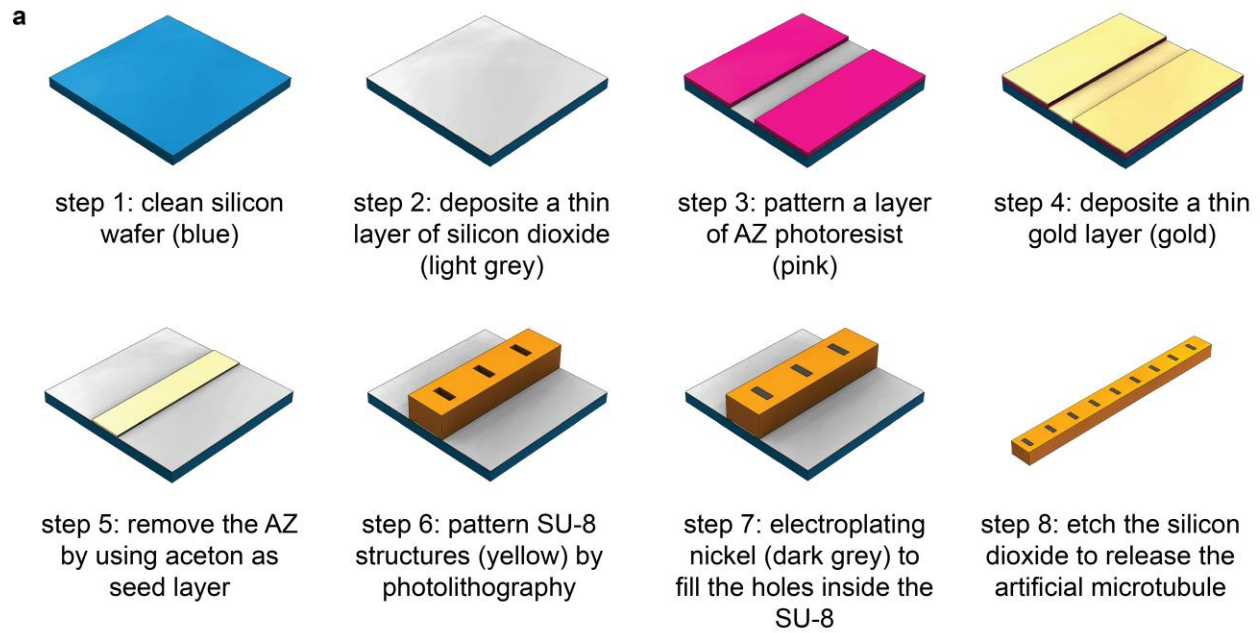 a
step 1: clean silicon
wafer (blue)
step 2: deposite a thin
layer of silicon dioxide
(light grey)
step 3: pattern a layer
of AZ photoresist
(pink)
step 4: deposite a thin
gold layer (gold)
step 5: remove the AZ
by using aceton as
seed layer
step 6: pattern SU-8
structures (yellow) by
photolithography
step 7: electroplating
nickel (dark grey) to
fill the holes inside the
SU-8
step 8: etch the silicon
dioxide to release the
artificial microtubule